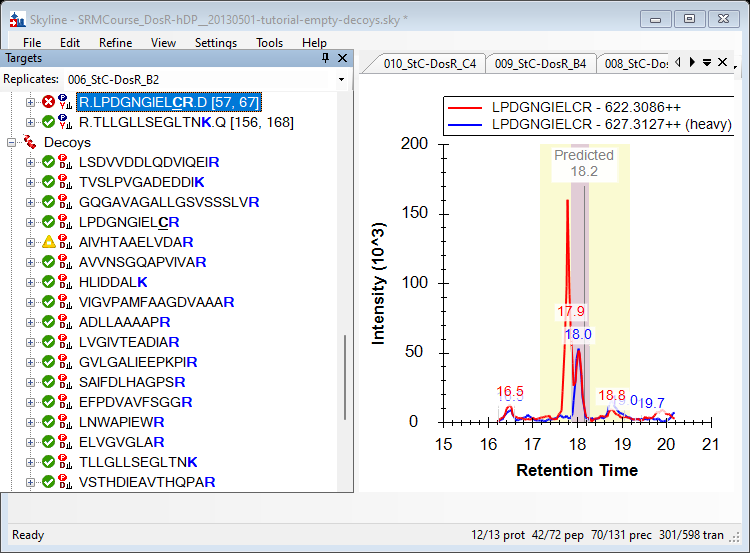 Skyline - SRMCourse_DosR-hDP__20130501-tutorial-empty-decoys.sky *
File Edit Refine View Settings Tools Help
Targets
Replicates: 006_StC-DosR_B2
R.LPDGNGIELCR.D [57, 67]
R.TLLGLLSEGLTNK.Q [156, 168]
Decoys
LSDVVDDLQDVIQEIR
TVSLPVGADEDDIK
GQGAVAGALLGSVSSSLVR
LPDGNGIELCR
AIVHTAAELVDAR
AVVNSGQAPVIVAR
HLIDDALK
VIGVPAMFAAGDVAAAR
ADLLAAAAPR
LVGIVTEADIAR
GVLGALIEEPKPIR
SAIFDLHAGPSR
EFPDVAVFSGGR
LNWAPIEWR
ELVGVGLAR
TLLGLLSEGLTNK
VSTHDIEAVTHQPAR
010_StC-DosR_C4 009_StC-DosR_B4 008_StC-Dos
LPDGNGIELCR - 622.3086++
LPDGNGIELCR - 627.3127++ (heavy)
Predicted
18.2
200
150
100
50
0
Intensity (10^3)
17.9
18.0
16.5
18.8
19.7
15 16 17 18 19 20 21
Retention Time
Ready 12/13 prot 42/72 pep 70/131 prec 301/598 tran